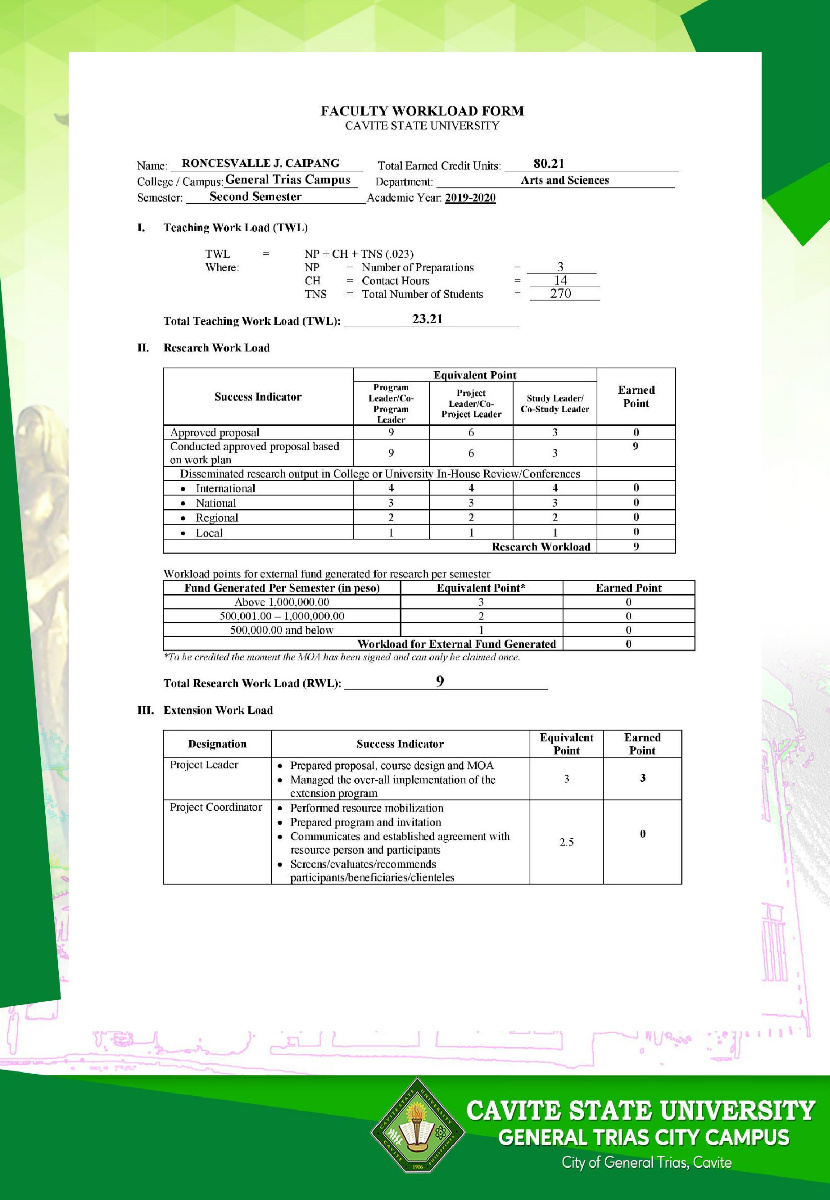 FACULTY WORKLOAD FORM
CAVITE STATE UNIVERSITY
Name: RONCESVALLE J. CAIPANG Total Earned Credit Units: 80.21
College / Campus: General Trias Campus Department: Arts and Sciences
Semester: Second Semester Academic Year: 2019-2020
I. Teaching Work Load (TWL)
TWL = NP + CH + TNS (.023)
Where: NP = Number of Preparations = 3
CH = Contact Hours = 14
TNS = Total Number of Students = 270
Total Teaching Work Load (TWL): 23.21
II. Research Work Load
Success Indicator Equivalent Point Earned Point
Program Leader/Co-Program Leader Project Leader/Co-Project Leader Study Leader/ Co-Study Leader
Approved proposal 9 6 3 0
Conducted approved proposal based on work plan 9 6 3 9
Disseminated research output in College or University In-House Review/Conferences
• International 4 4 4 0
• National 3 3 3 0
• Regional 2 2 2 0
• Local 1 1 1 0
Research Workload 9
Workload points for external fund generated for research per semester
Fund Generated Per Semester (in peso) Equivalent Point* Earned Point
Above 1,000,000.00 3 0
500,001.00 – 1,000,000.00 2 0
500,000.00 and below 1 0
Workload for External Fund Generated 0
*To be credited the moment the MOA has been signed and can only be claimed once.
Total Research Work Load (RWL): 9
III. Extension Work Load
Designation Success Indicator Equivalent Point Earned Point
Project Leader • Prepared proposal, course design and MOA
• Managed the over-all implementation of the extension program 3 3
Project Coordinator • Performed resource mobilization
• Prepared program and invitation
• Communicates and established agreement with resource person and participants
• Screens/evaluates/recommends participants/beneficiaries/clienteles 2.5 0
CAVITE STATE UNIVERSITY
GENERAL TRIAS CITY CAMPUS
City of General Trias, Cavite
1906